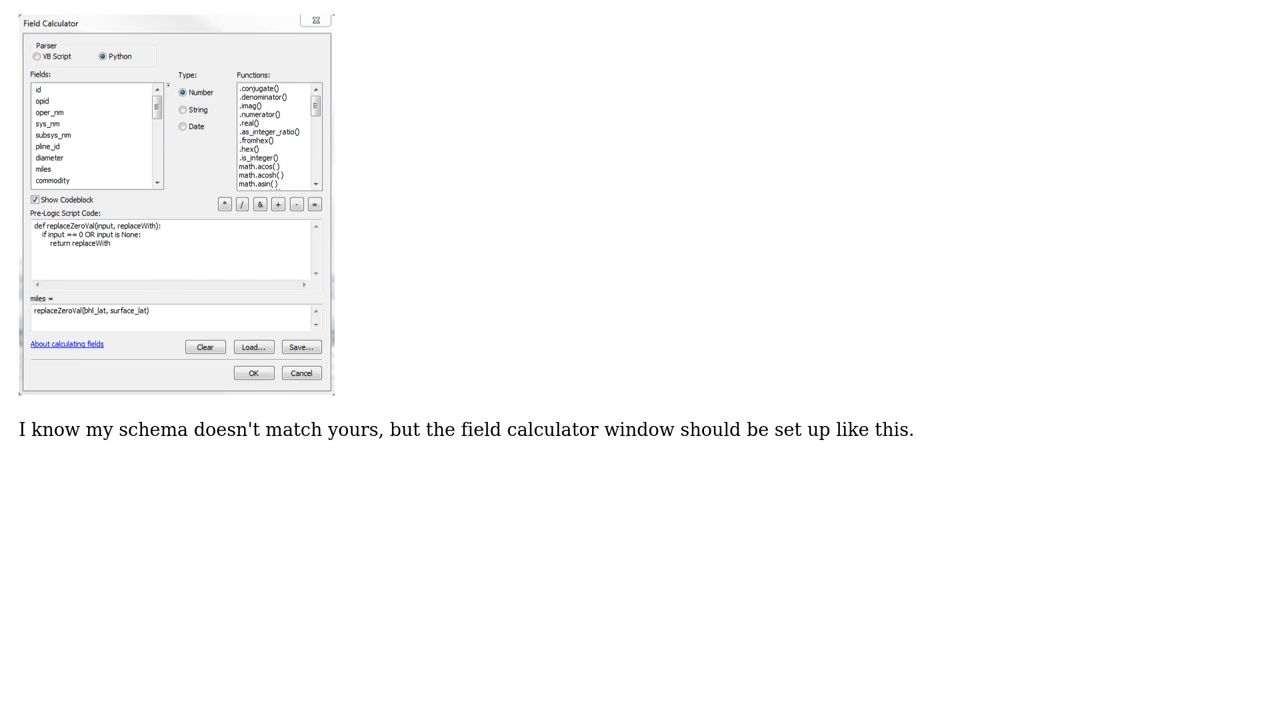 Field Calculator
Parser
VB Script
Python
Fields:
Type:
Functions:
id
opid
oper_nm
sys_nm
subsys_nm
pline_id
diameter
miles
commodity
Number
String
Date
.conjugate()
.denominator()
.imag()
.numerator()
.real()
.as_integer_ratio()
.fromhex()
.hex()
.is_integer()
math.acos( )
math.acosh( )
math.asin( )
Show Codeblock
* / & + - =
Pre-Logic Script Code:
def replaceZeroVal(input, replaceWith):
if input == 0 OR input is None:
return replaceWith
miles =
replaceZeroVal(bhl_lat, surface_lat)
About calculating fields
Clear
Load...
Save...
OK
Cancel
I know my schema doesn't match yours, but the field calculator window should be set up like this.